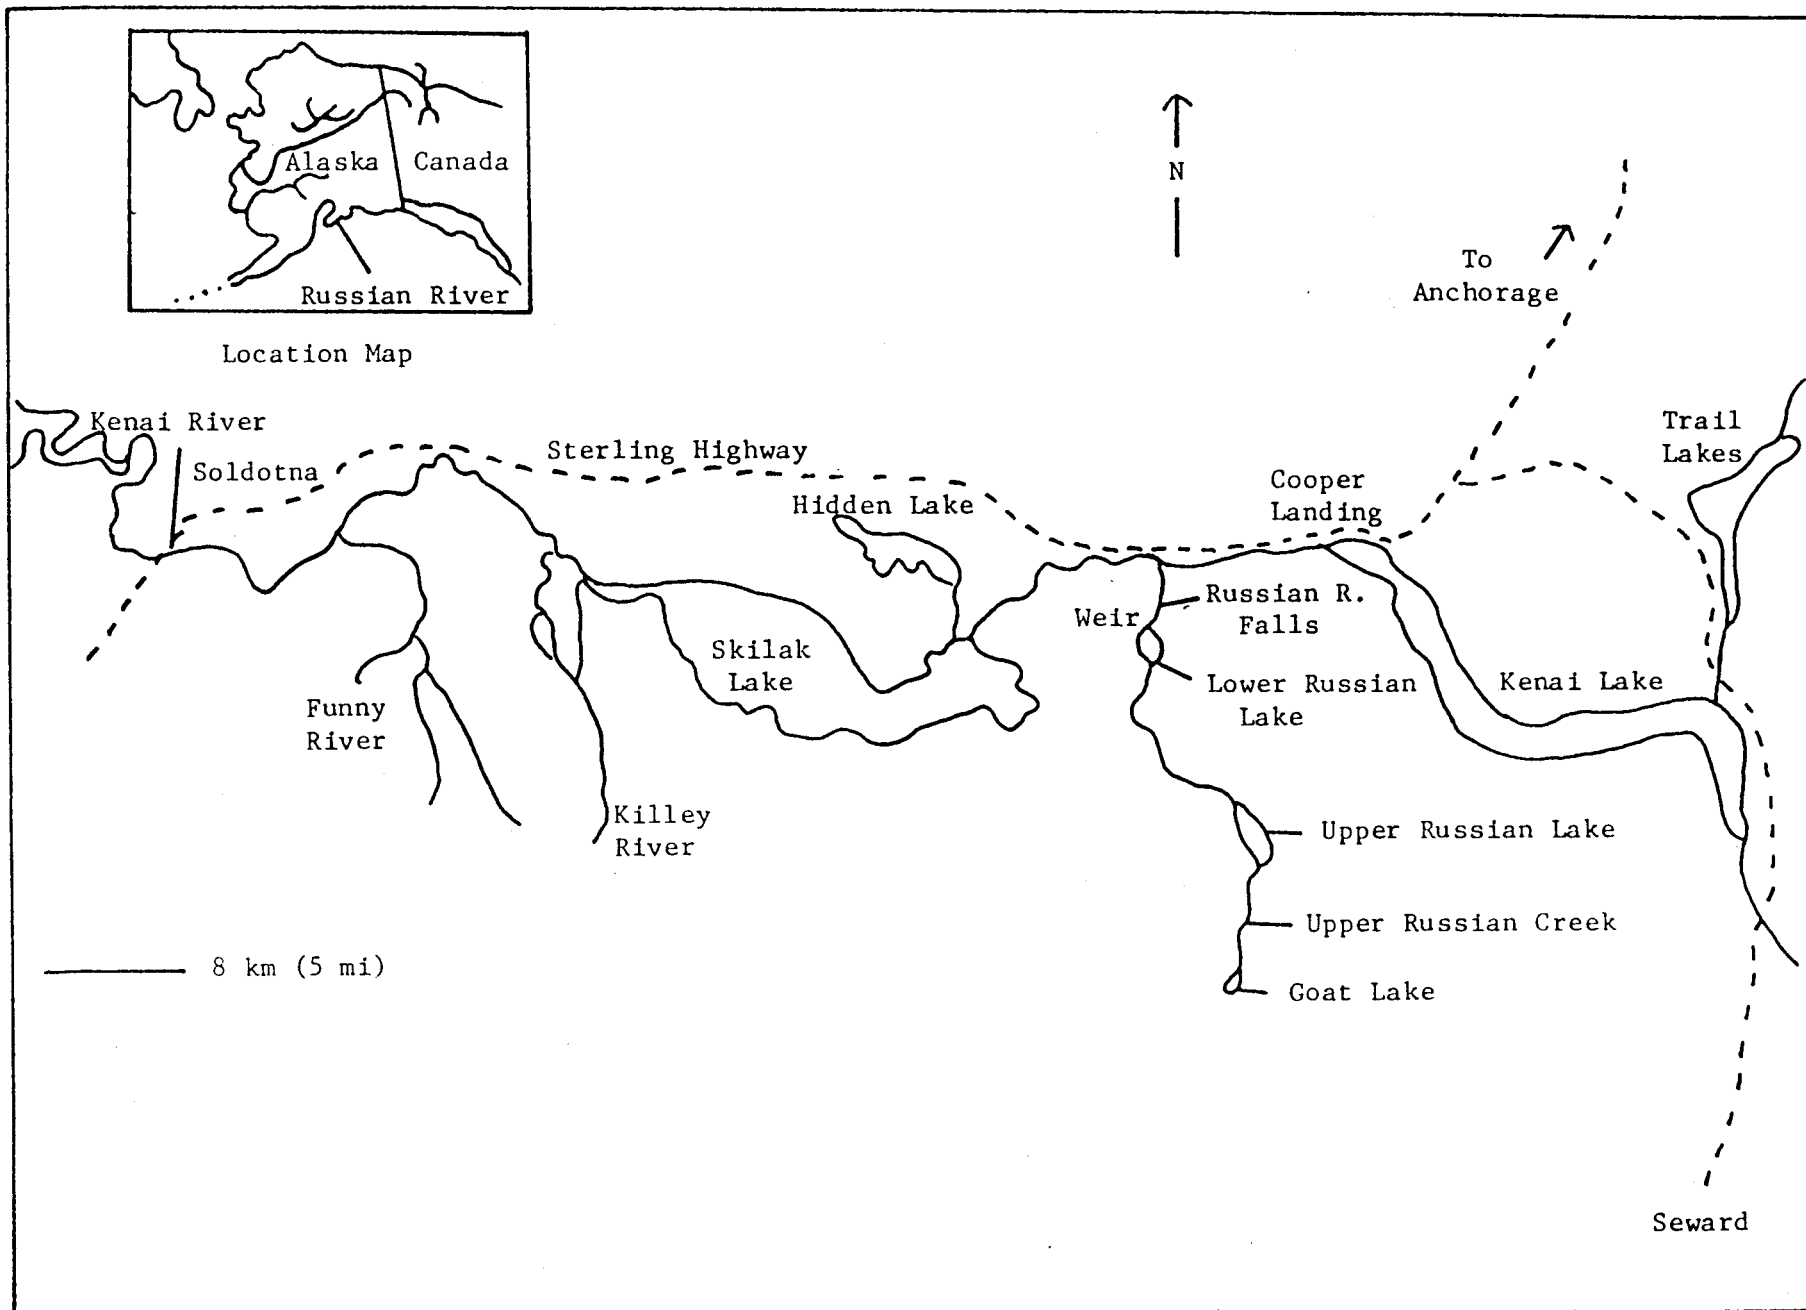 Alaska
Canada
Russian River
Location Map
N
To
Anchorage
Kenai River
Soldotna
Sterling Highway
Hidden Lake
Cooper
Landing
Trail
Lakes
Weir
Russian R.
Falls
Skilak
Lake
Lower Russian
Lake
Kenai Lake
Funny
River
Killey
River
Upper Russian Lake
Upper Russian Creek
8 km (5 mi)
Goat Lake
Seward